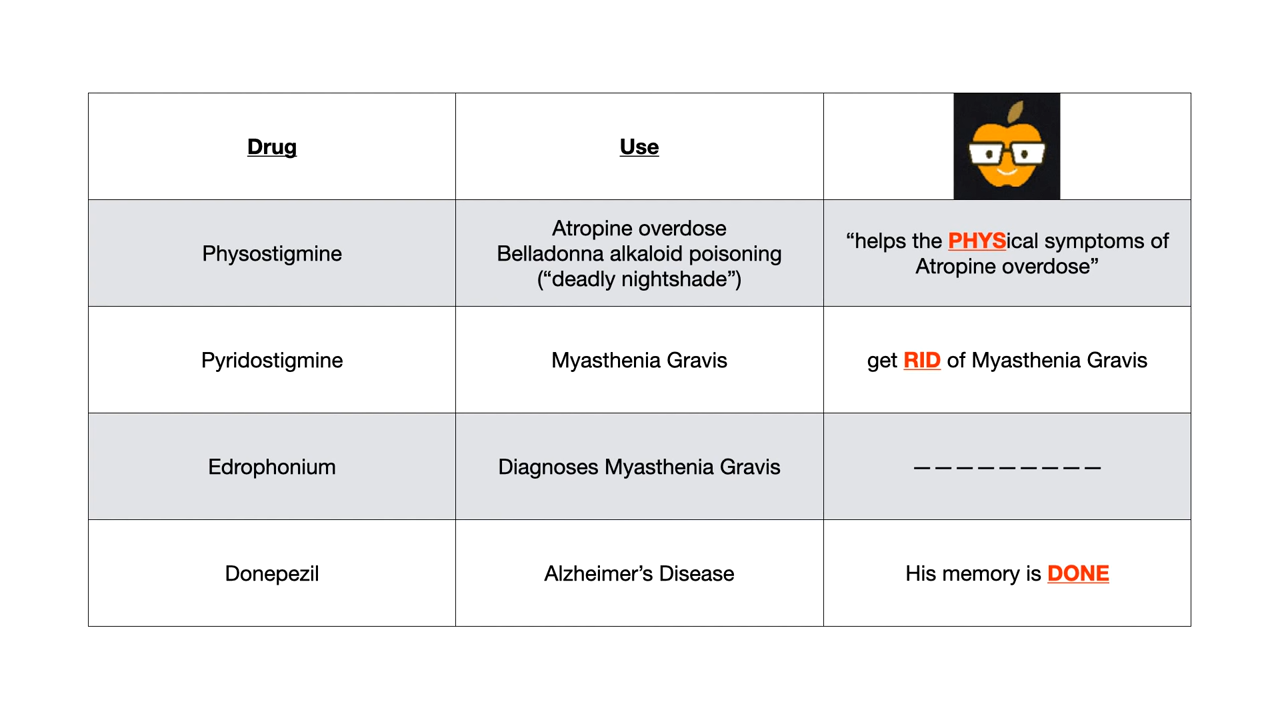 Drug
Use
Physostigmine
Atropine overdose
Belladonna alkaloid poisoning
(“deadly nightshade”)
“helps the PHYSical symptoms of
Atropine overdose”
Pyridostigmine
Myasthenia Gravis
get RID of Myasthenia Gravis
Edrophonium
Diagnoses Myasthenia Gravis
— — — — — — — — —
Donepezil
Alzheimer’s Disease
His memory is DONE